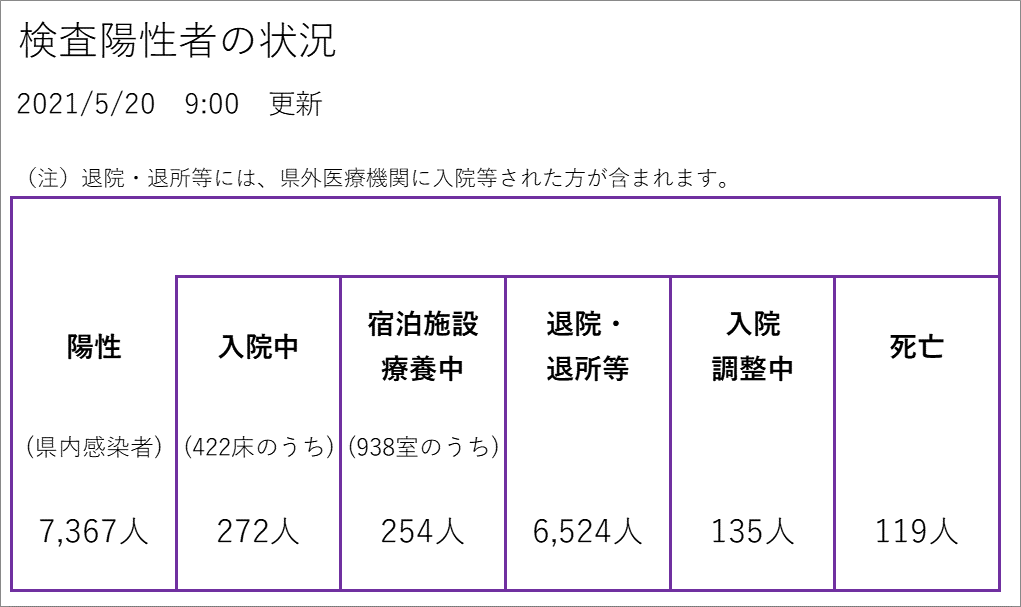 検査陽性者の状況
2021/5/20　9:00　更新
（注）退院・退所等には、県外医療機関に入院等された方が含まれます。
陽性
(県内感染者)
7,367人
入院中
(422床のうち)
272人
宿泊施設
療養中
(938室のうち)
254人
退院・
退所等
6,524人
入院
調整中
135人
死亡
119人